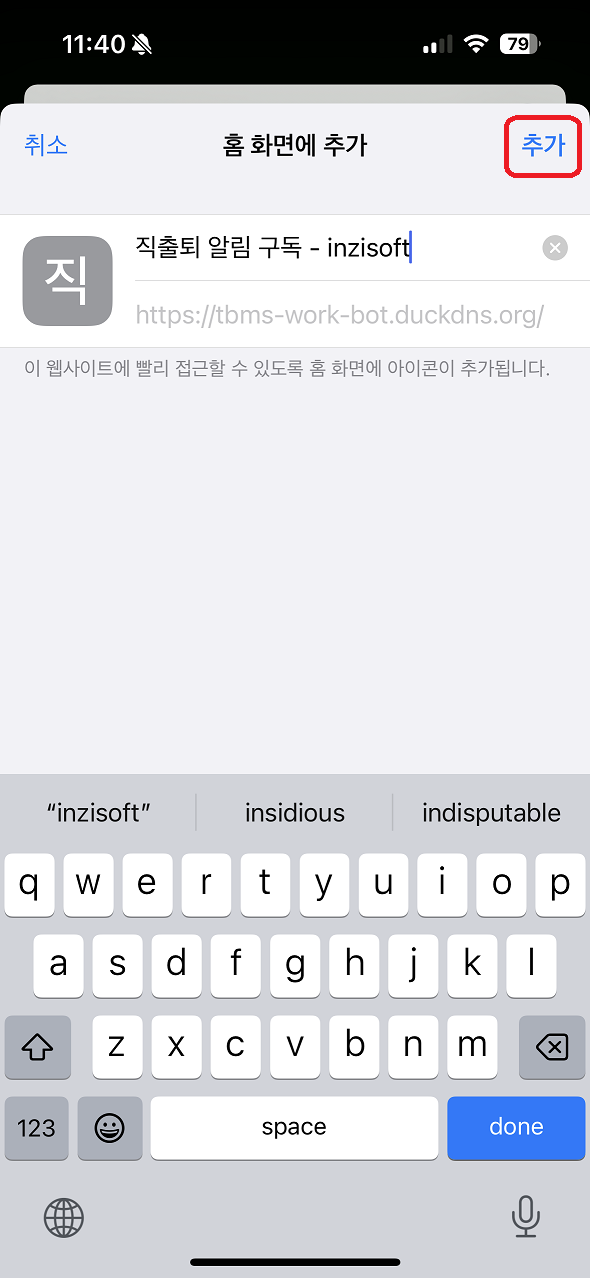 11:40
79
취소
홈 화면에 추가
추가
직
직출퇴 알림 구독 - inzisoft
https://tbms-work-bot.duckdns.org/
이 웹사이트에 빨리 접근할 수 있도록 홈 화면에 아이콘이 추가됩니다.
“inzisoft” insidious indisputable
q w e r t y u i o p
a s d f g h j k l
z x c v b n m
123 space done